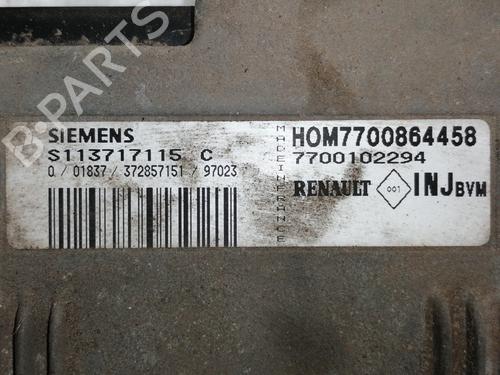 SIEMENS
S113717115 C
0 / 01837 / 372857151 / 97023
MADE IN FRANCE
HOM7700864458
7700102294
RENAULT 001 INJ BVM
B-PARTS